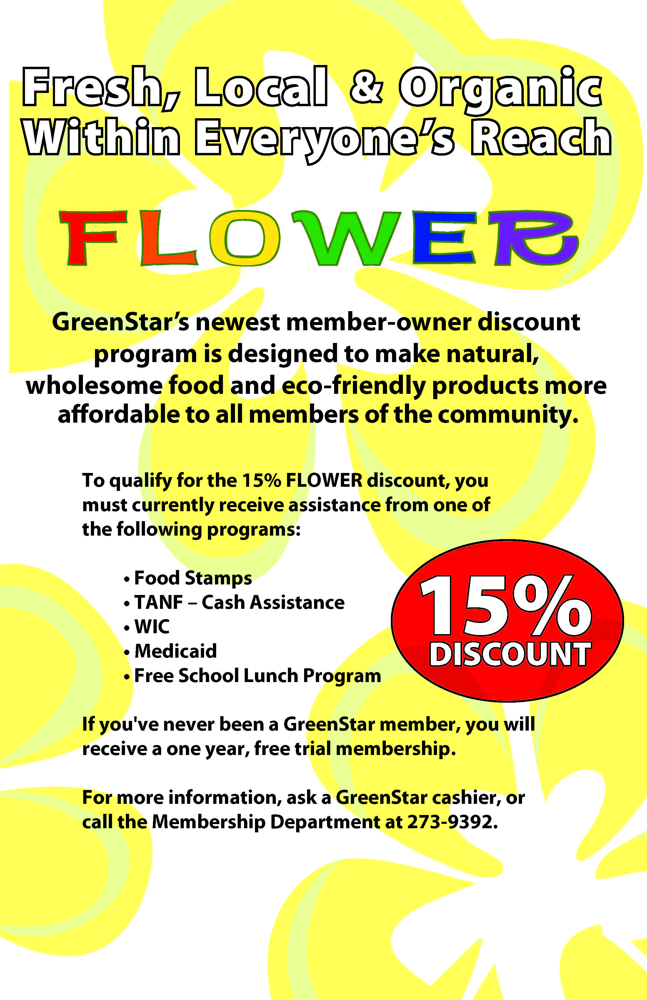 Fresh, Local & Organic
Within Everyone’s Reach
FLOWER
GreenStar’s newest member-owner discount
program is designed to make natural,
wholesome food and eco-friendly products more
affordable to all members of the community.
To qualify for the 15% FLOWER discount, you
must currently receive assistance from one of
the following programs:
• Food Stamps
• TANF – Cash Assistance
• WIC
• Medicaid
• Free School Lunch Program
15%
DISCOUNT
If you've never been a GreenStar member, you will
receive a one year, free trial membership.
For more information, ask a GreenStar cashier, or
call the Membership Department at 273-9392.